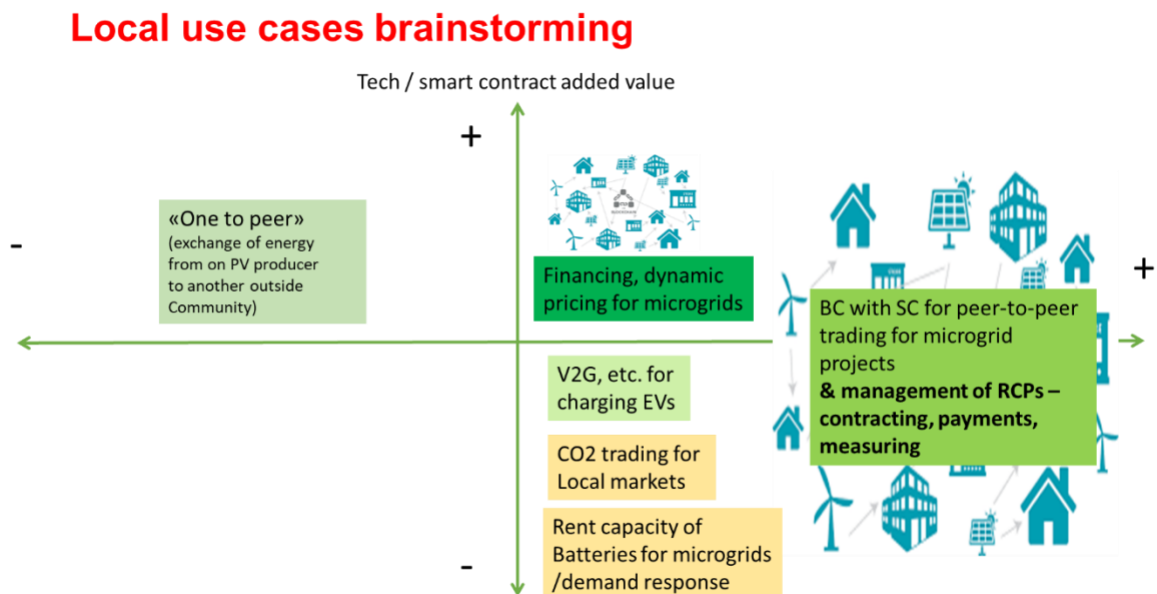 Local use cases brainstorming
Tech / smart contract added value
+
«One to peer»
(exchange of energy
from on PV producer
to another outside
Community)
-
+
Financing, dynamic
pricing for microgrids
BC with SC for peer-to-peer
trading for microgrid
projects
& management of RCPs –
contracting, payments,
measuring
V2G, etc. for
charging EVs
CO2 trading for
Local markets
Rent capacity of
Batteries for microgrids
/demand response
-